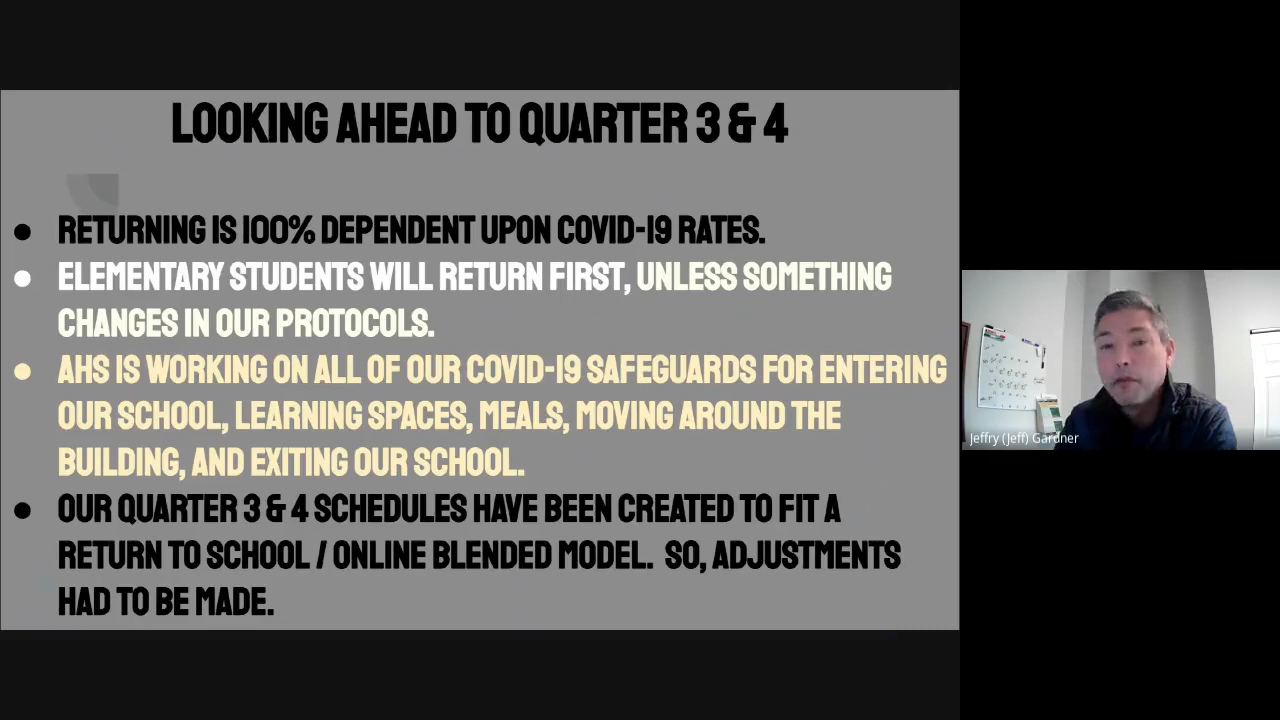 LOOKING AHEAD TO QUARTER 3 & 4
● RETURNING IS 100% DEPENDENT UPON COVID-19 RATES.
● ELEMENTARY STUDENTS WILL RETURN FIRST, UNLESS SOMETHING
CHANGES IN OUR PROTOCOLS.
● AHS IS WORKING ON ALL OF OUR COVID-19 SAFEGUARDS FOR ENTERING
OUR SCHOOL, LEARNING SPACES, MEALS, MOVING AROUND THE
BUILDING, AND EXITING OUR SCHOOL.
● OUR QUARTER 3 & 4 SCHEDULES HAVE BEEN CREATED TO FIT A
RETURN TO SCHOOL / ONLINE BLENDED MODEL. SO, ADJUSTMENTS
HAD TO BE MADE.
Jeffry (Jeff) Gardner